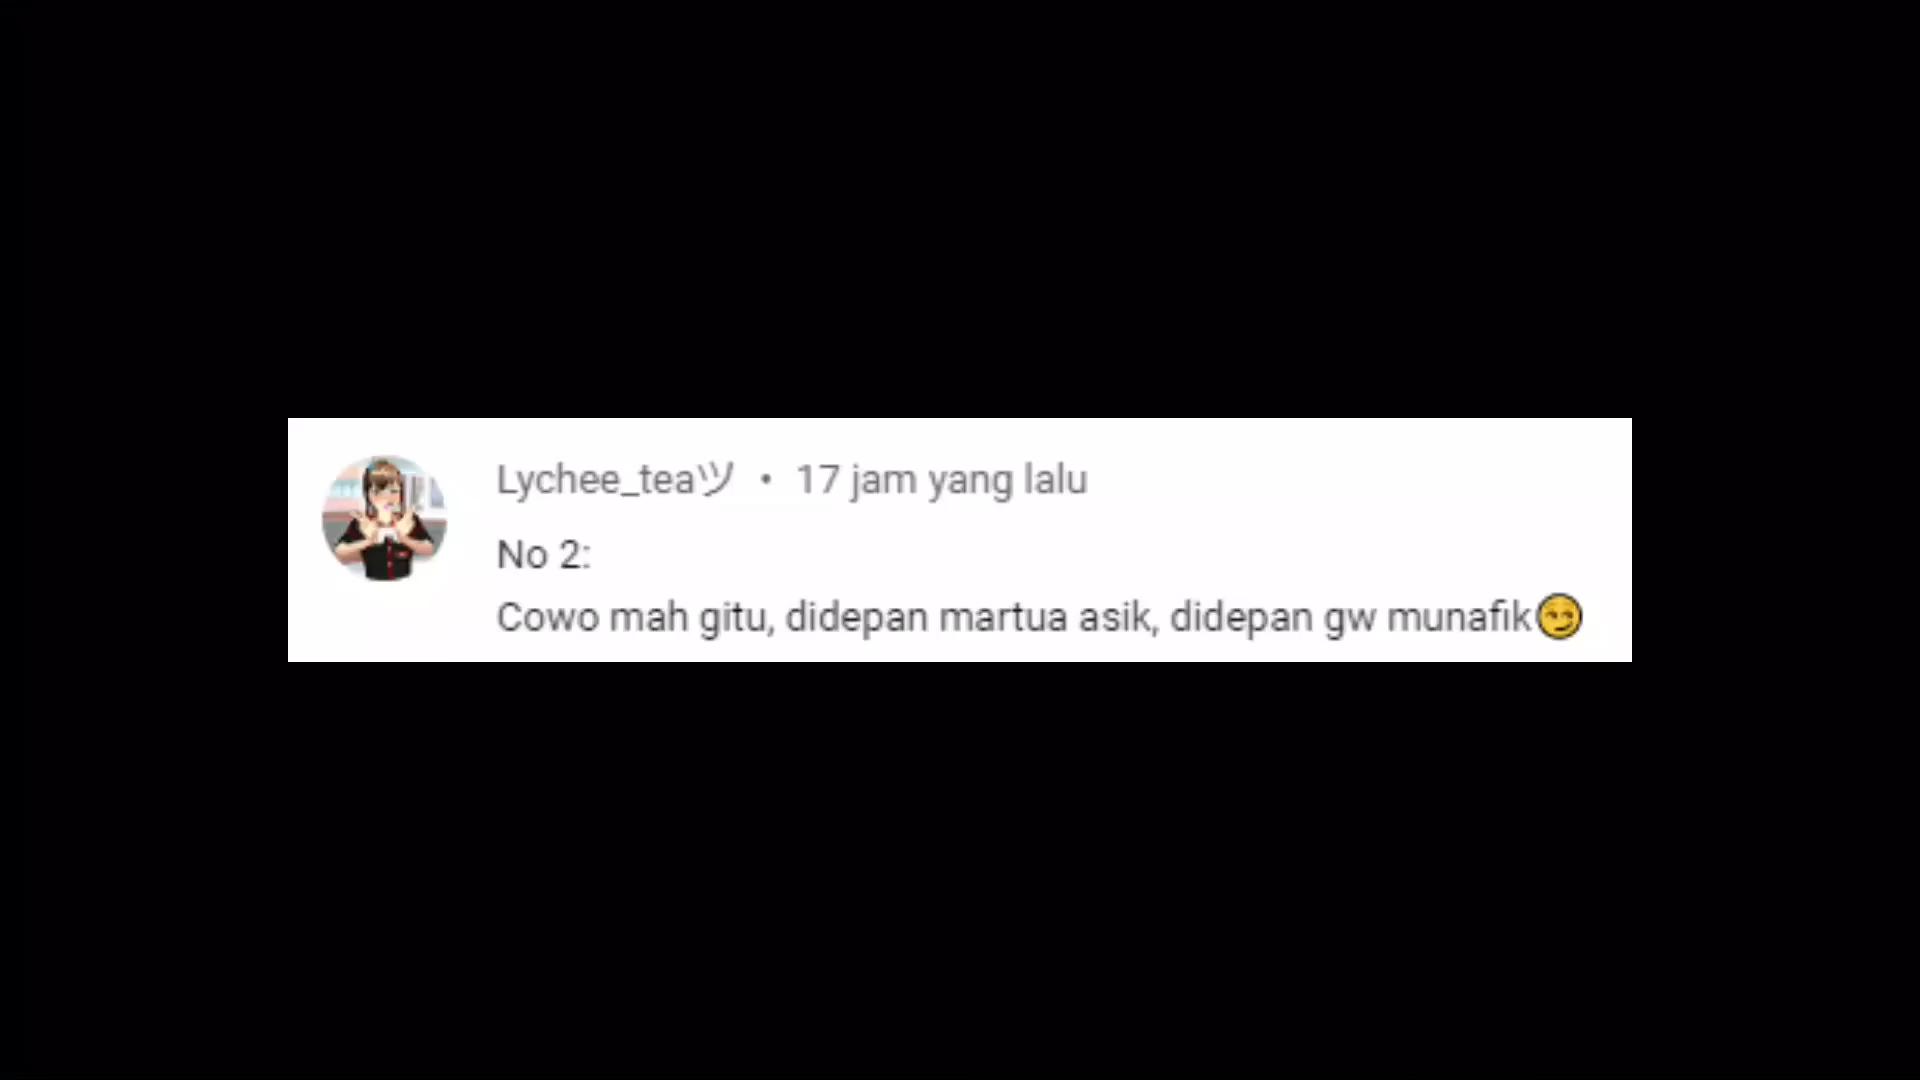 Lychee_teaツ • 17 jam yang lalu
No 2:
Cowo mah gitu, didepan martua asik, didepan gw munafik😏